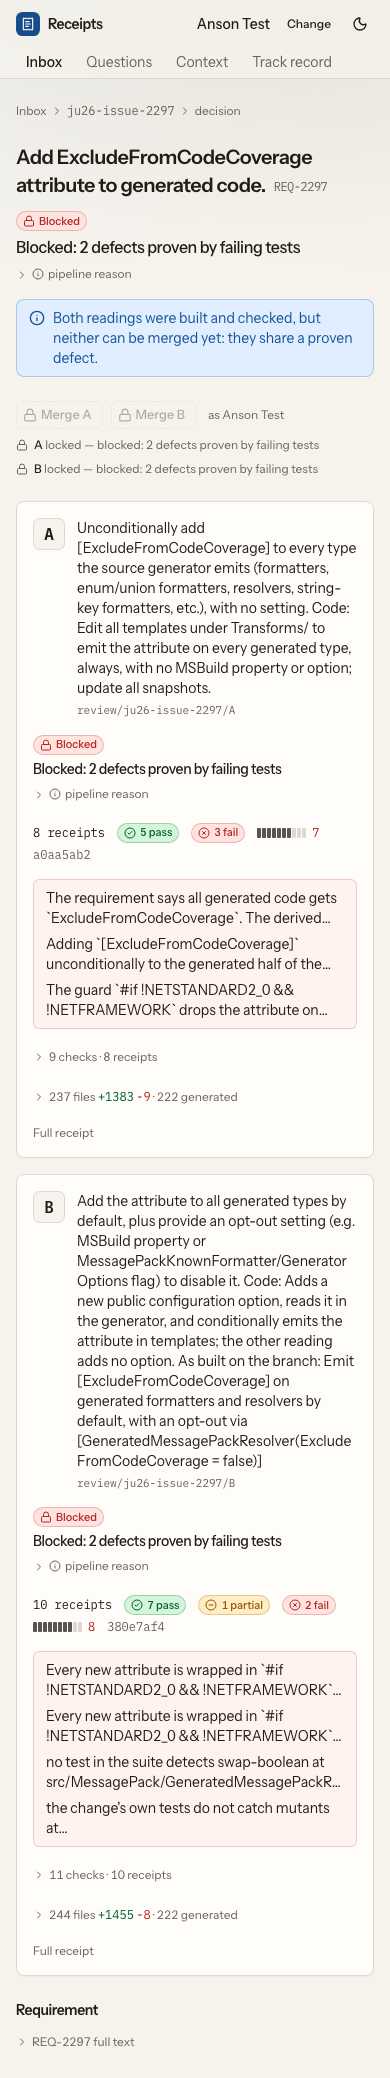 Receipts
Anson Test
Change
Inbox
Questions
Context
Track record
Inbox > ju26-issue-2297 > decision
Add ExcludeFromCodeCoverage
attribute to generated code. REQ-2297
Blocked
Blocked: 2 defects proven by failing tests
pipeline reason
Both readings were built and checked, but
neither can be merged yet: they share a proven
defect.
Merge A
Merge B
as Anson Test
A locked — blocked: 2 defects proven by failing tests
B locked — blocked: 2 defects proven by failing tests
A
Unconditionally add
[ExcludeFromCodeCoverage] to every type
the source generator emits (formatters,
enum/union formatters, resolvers, string-
key formatters, etc.), with no setting. Code:
Edit all templates under Transforms/ to
emit the attribute on every generated type,
always, with no MSBuild property or option;
update all snapshots.
review/ju26-issue-2297/A
Blocked
Blocked: 2 defects proven by failing tests
pipeline reason
8 receipts 5 pass 3 fail 7
a0aa5ab2
The requirement says all generated code gets
`ExcludeFromCodeCoverage`. The derived…
Adding `[ExcludeFromCodeCoverage]`
unconditionally to the generated half of the…
The guard `#if !NETSTANDARD2_0 &&
!NETFRAMEWORK` drops the attribute on…
9 checks · 8 receipts
237 files +1383 -9 · 222 generated
Full receipt
B
Add the attribute to all generated types by
default, plus provide an opt-out setting (e.g.
MSBuild property or
MessagePackKnownFormatter/Generator
Options flag) to disable it. Code: Adds a
new public configuration option, reads it in
the generator, and conditionally emits the
attribute in templates; the other reading
adds no option. As built on the branch: Emit
[ExcludeFromCodeCoverage] on
generated formatters and resolvers by
default, with an opt-out via
[GeneratedMessagePackResolver(Exclude
FromCodeCoverage = false)]
review/ju26-issue-2297/B
Blocked
Blocked: 2 defects proven by failing tests
pipeline reason
10 receipts 7 pass 1 partial 2 fail
8 380e7af4
Every new attribute is wrapped in `#if
!NETSTANDARD2_0 && !NETFRAMEWORK`…
Every new attribute is wrapped in `#if
!NETSTANDARD2_0 && !NETFRAMEWORK`…
no test in the suite detects swap-boolean at
src/MessagePack/GeneratedMessagePackR…
the change's own tests do not catch mutants
at…
11 checks · 10 receipts
244 files +1455 -8 · 222 generated
Full receipt
Requirement
REQ-2297 full text